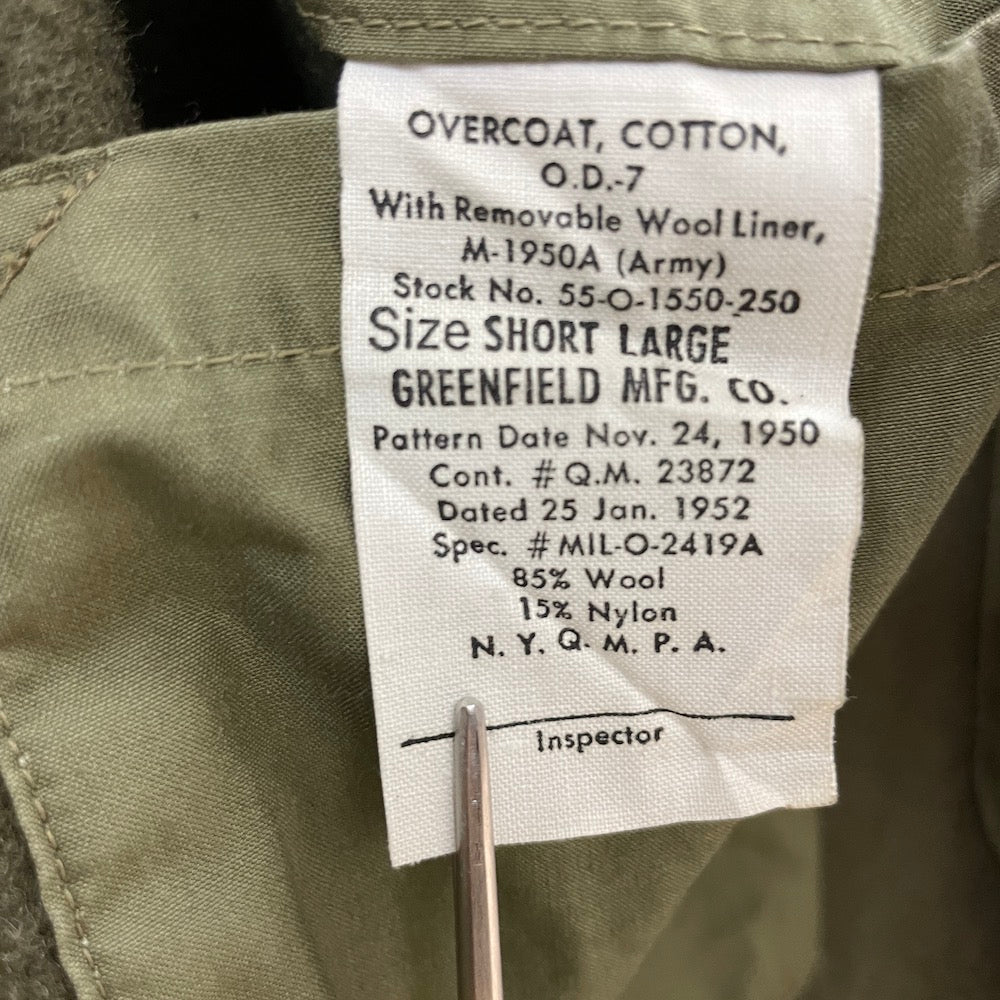 OVERCOAT, COTTON,
O.D.-7
With Removable Wool Liner,
M-1950A (Army)
Stock No. 55-O-1550-250
Size SHORT LARGE
GREENFIELD MFG. CO.
Pattern Date Nov. 24, 1950
Cont. # Q.M. 23872
Dated 25 Jan. 1952
Spec. # MIL-O-2419A
85% Wool
15% Nylon
N. Y. Q. M. P. A.
Inspector